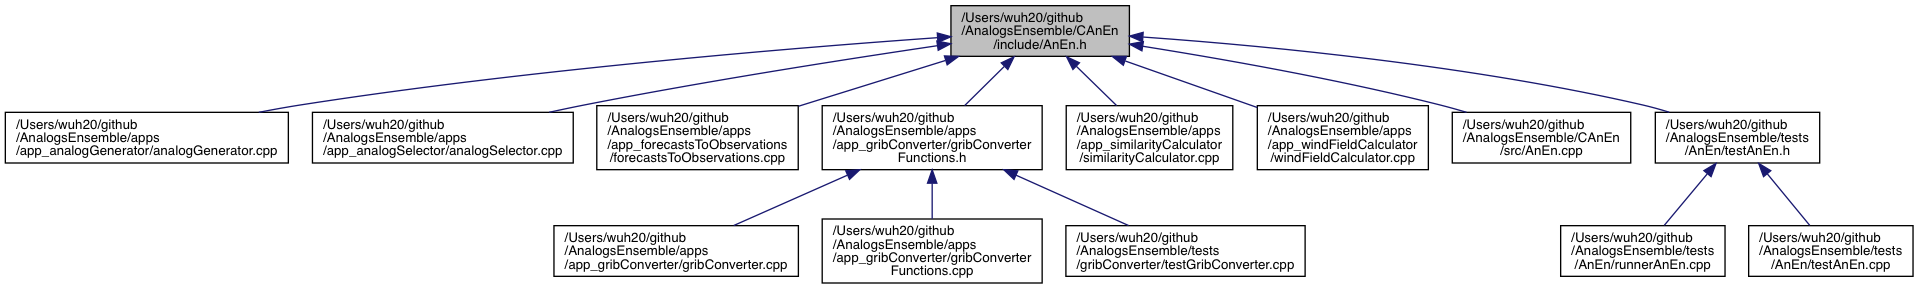 /Users/wuh20/github
/AnalogsEnsemble/CAnEn
/include/AnEn.h
/Users/wuh20/github
/AnalogsEnsemble/apps
/app_analogGenerator/analogGenerator.cpp
/Users/wuh20/github
/AnalogsEnsemble/apps
/app_analogSelector/analogSelector.cpp
/Users/wuh20/github
/AnalogsEnsemble/apps
/app_forecastsToObservations
/forecastsToObservations.cpp
/Users/wuh20/github
/AnalogsEnsemble/apps
/app_gribConverter/gribConverter
Functions.h
/Users/wuh20/github
/AnalogsEnsemble/apps
/app_similarityCalculator
/similarityCalculator.cpp
/Users/wuh20/github
/AnalogsEnsemble/apps
/app_windFieldCalculator
/windFieldCalculator.cpp
/Users/wuh20/github
/AnalogsEnsemble/CAnEn
/src/AnEn.cpp
/Users/wuh20/github
/AnalogsEnsemble/tests
/AnEn/testAnEn.h
/Users/wuh20/github
/AnalogsEnsemble/apps
/app_gribConverter/gribConverter.cpp
/Users/wuh20/github
/AnalogsEnsemble/apps
/app_gribConverter/gribConverter
Functions.cpp
/Users/wuh20/github
/AnalogsEnsemble/tests
/gribConverter/testGribConverter.cpp
/Users/wuh20/github
/AnalogsEnsemble/tests
/AnEn/runnerAnEn.cpp
/Users/wuh20/github
/AnalogsEnsemble/tests
/AnEn/testAnEn.cpp